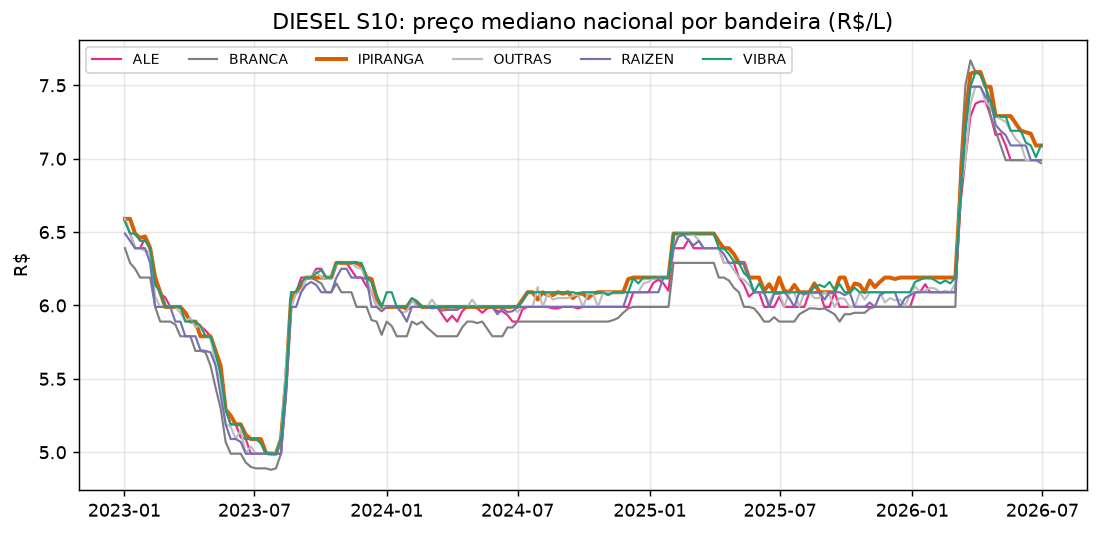 DIESEL S10: preço mediano nacional por bandeira (R$/L)
ALE BRANCA IPIRANGA OUTRAS RAIZEN VIBRA
7.5
7.0
6.5
6.0
5.5
5.0
R$
2023-01 2023-07 2024-01 2024-07 2025-01 2025-07 2026-01 2026-07